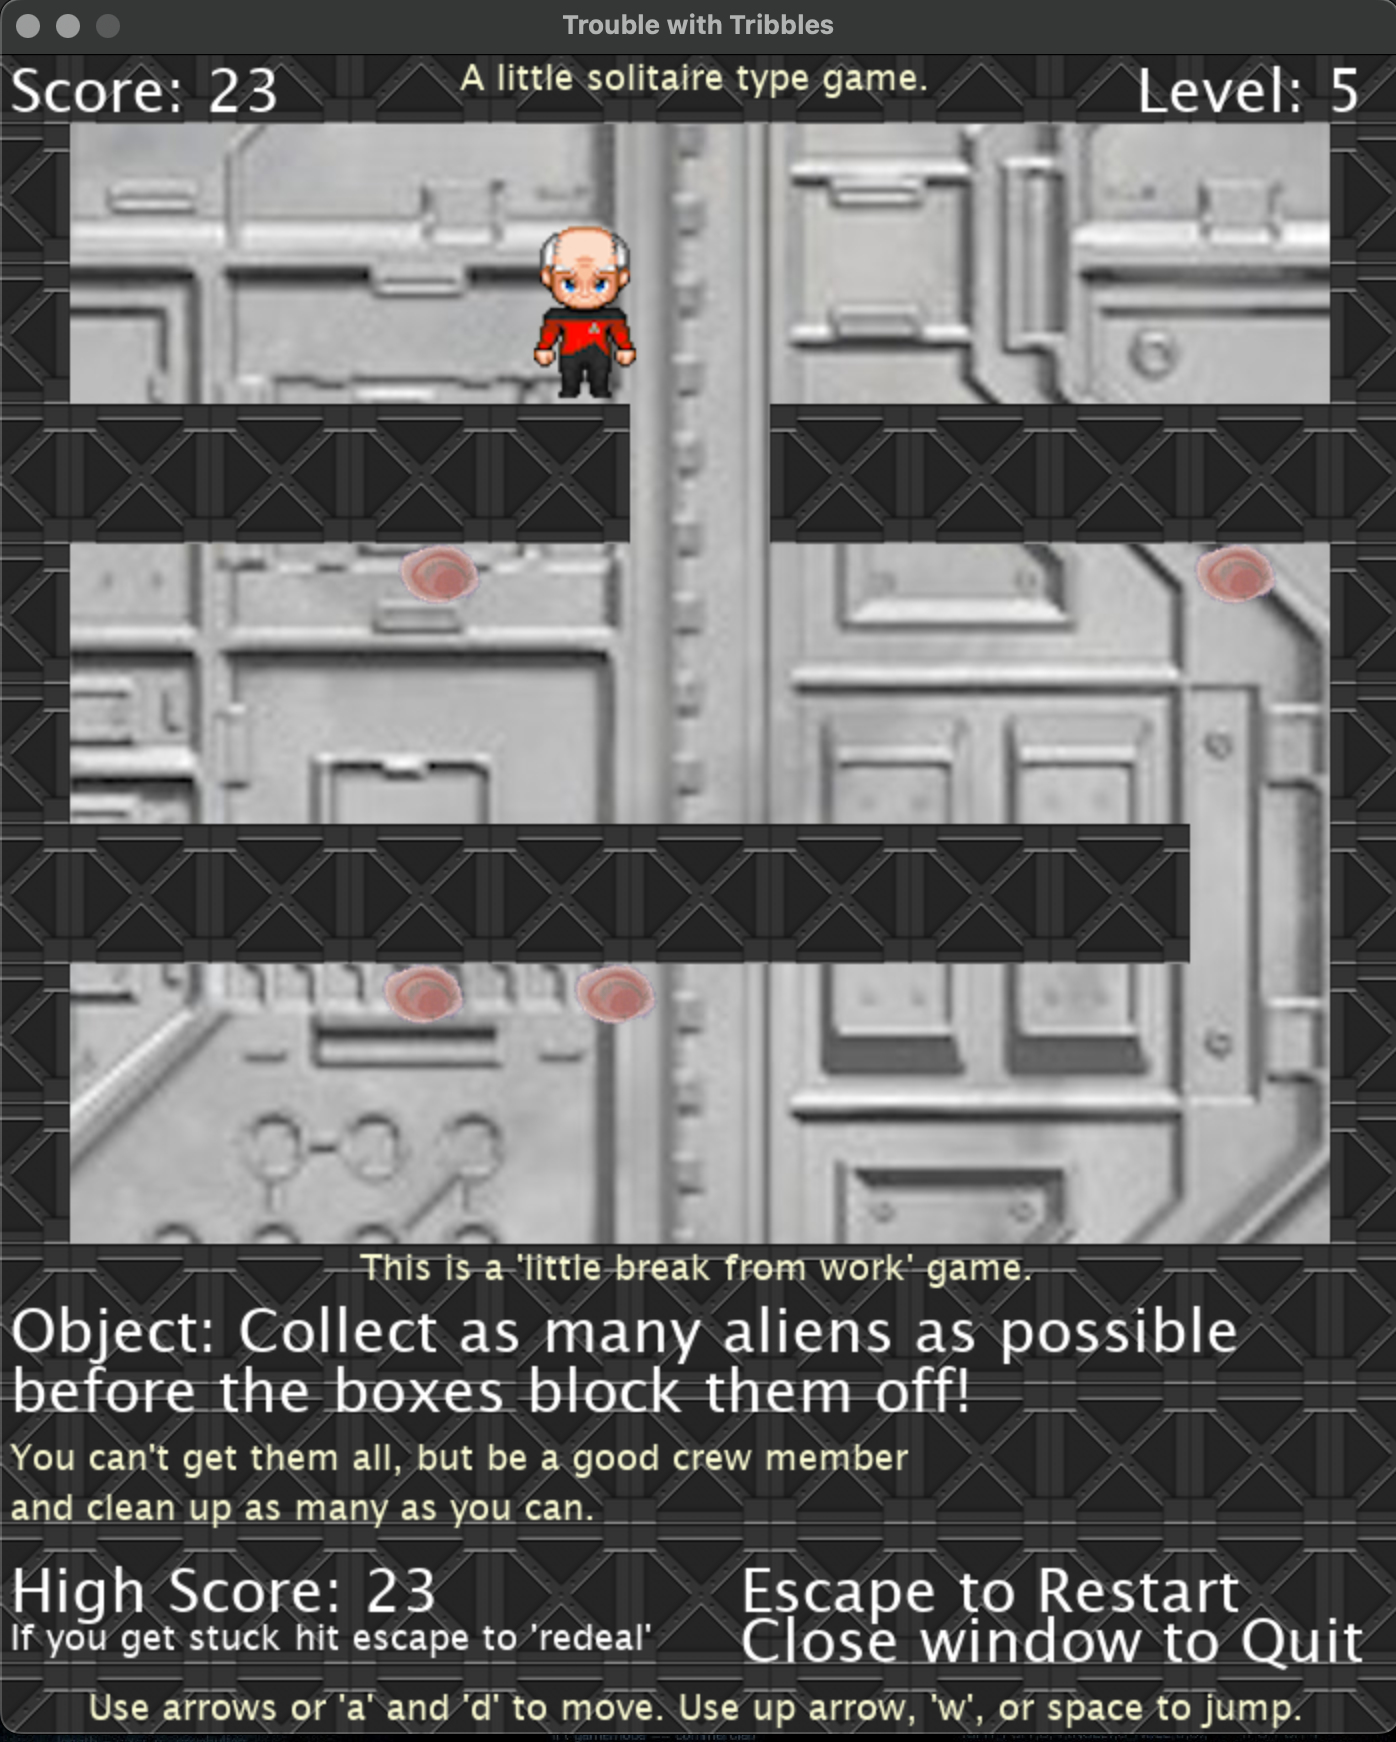 Trouble with Tribbles
Score: 23
A little solitaire type game.
Level: 5
This is a 'little break from work' game.
Object: Collect as many aliens as possible
before the boxes block them off!
You can't get them all, but be a good crew member
and clean up as many as you can.
High Score: 23
If you get stuck hit escape to 'redeal'
Escape to Restart
Close window to Quit
Use arrows or 'a' and 'd' to move. Use up arrow, 'w', or space to jump.